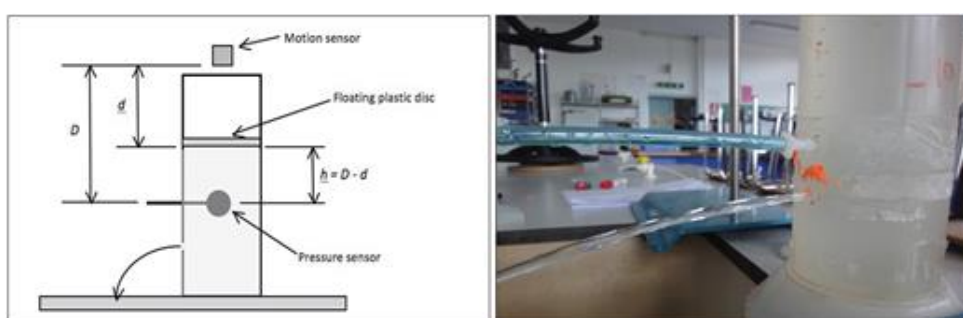 Motion sensor
Floating plastic disc
d
D
h = D - d
Pressure sensor